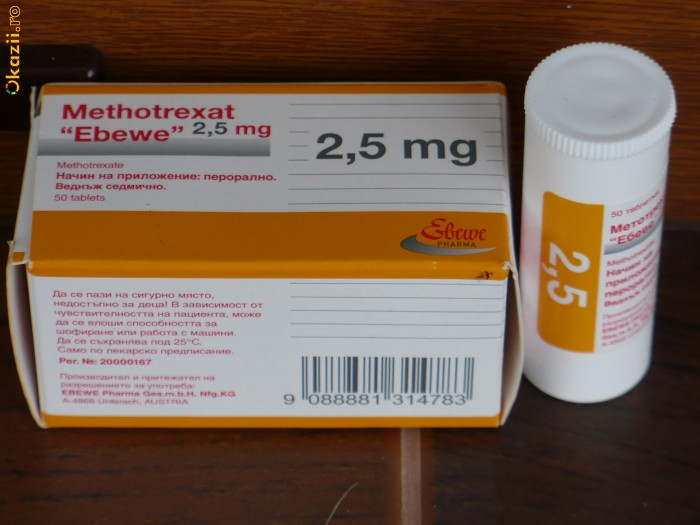 Okazii.ro
Methotrexat
"Ebewe" 2,5 mg
Methotrexate
Начин на приложение: перорално.
Веднъж седмично.
50 tablets
2,5 mg
Ebewe
PHARMA
Да се пази на сигурно място,
недостъпно за деца! В зависимост от
чувствителността на пациента, може
да се влоши способността за
шофиране или работа с машини.
Да се съхранява под 25°C.
Само по лекарско предписание.
Рег. №: 20000167
Производител и притежател на
разрешението за употреба:
EBEWE Pharma Ges.m.b.H. Nfg.KG
A-4866 Unterach, AUSTRIA
9 088881 314783
2,5
50 таблетки
"Ебеве"
Methotrexate
Начин на